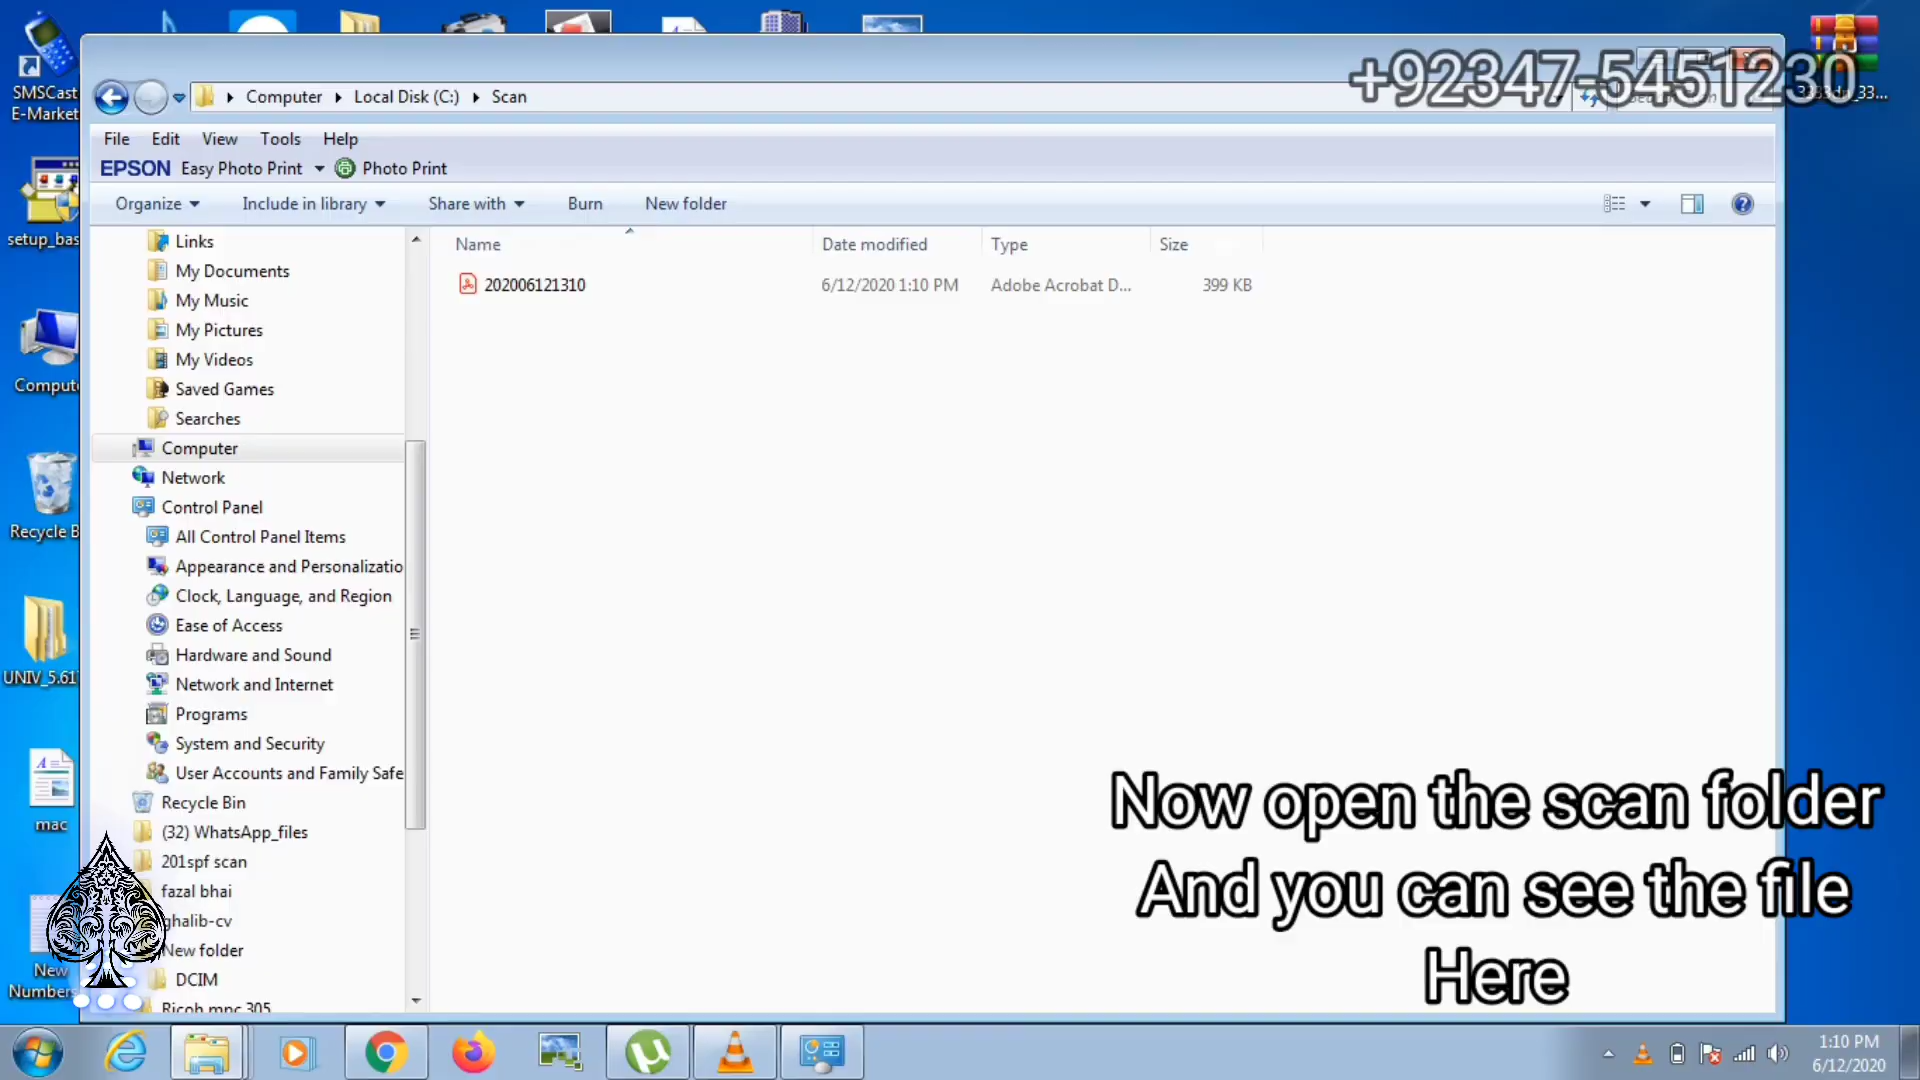 SMSCast
E-Market
setup_bas
Comput
Recycle B
UNIV_5.61
mac
New
Numbers
+92347-5451230
Computer Local Disk (C:) Scan
File Edit View Tools Help
EPSON Easy Photo Print Photo Print
Organize Include in library Share with Burn New folder
Name Date modified Type Size
202006121310 6/12/2020 1:10 PM Adobe Acrobat D... 399 KB
Links
My Documents
My Music
My Pictures
My Videos
Saved Games
Searches
Computer
Network
Control Panel
All Control Panel Items
Appearance and Personalizatio
Clock, Language, and Region
Ease of Access
Hardware and Sound
Network and Internet
Programs
System and Security
User Accounts and Family Safe
Recycle Bin
(32) WhatsApp_files
201spf scan
fazal bhai
ghalib-cv
New folder
DCIM
Ricoh mpc 305
Now open the scan folder
And you can see the file
Here
1:10 PM
6/12/2020